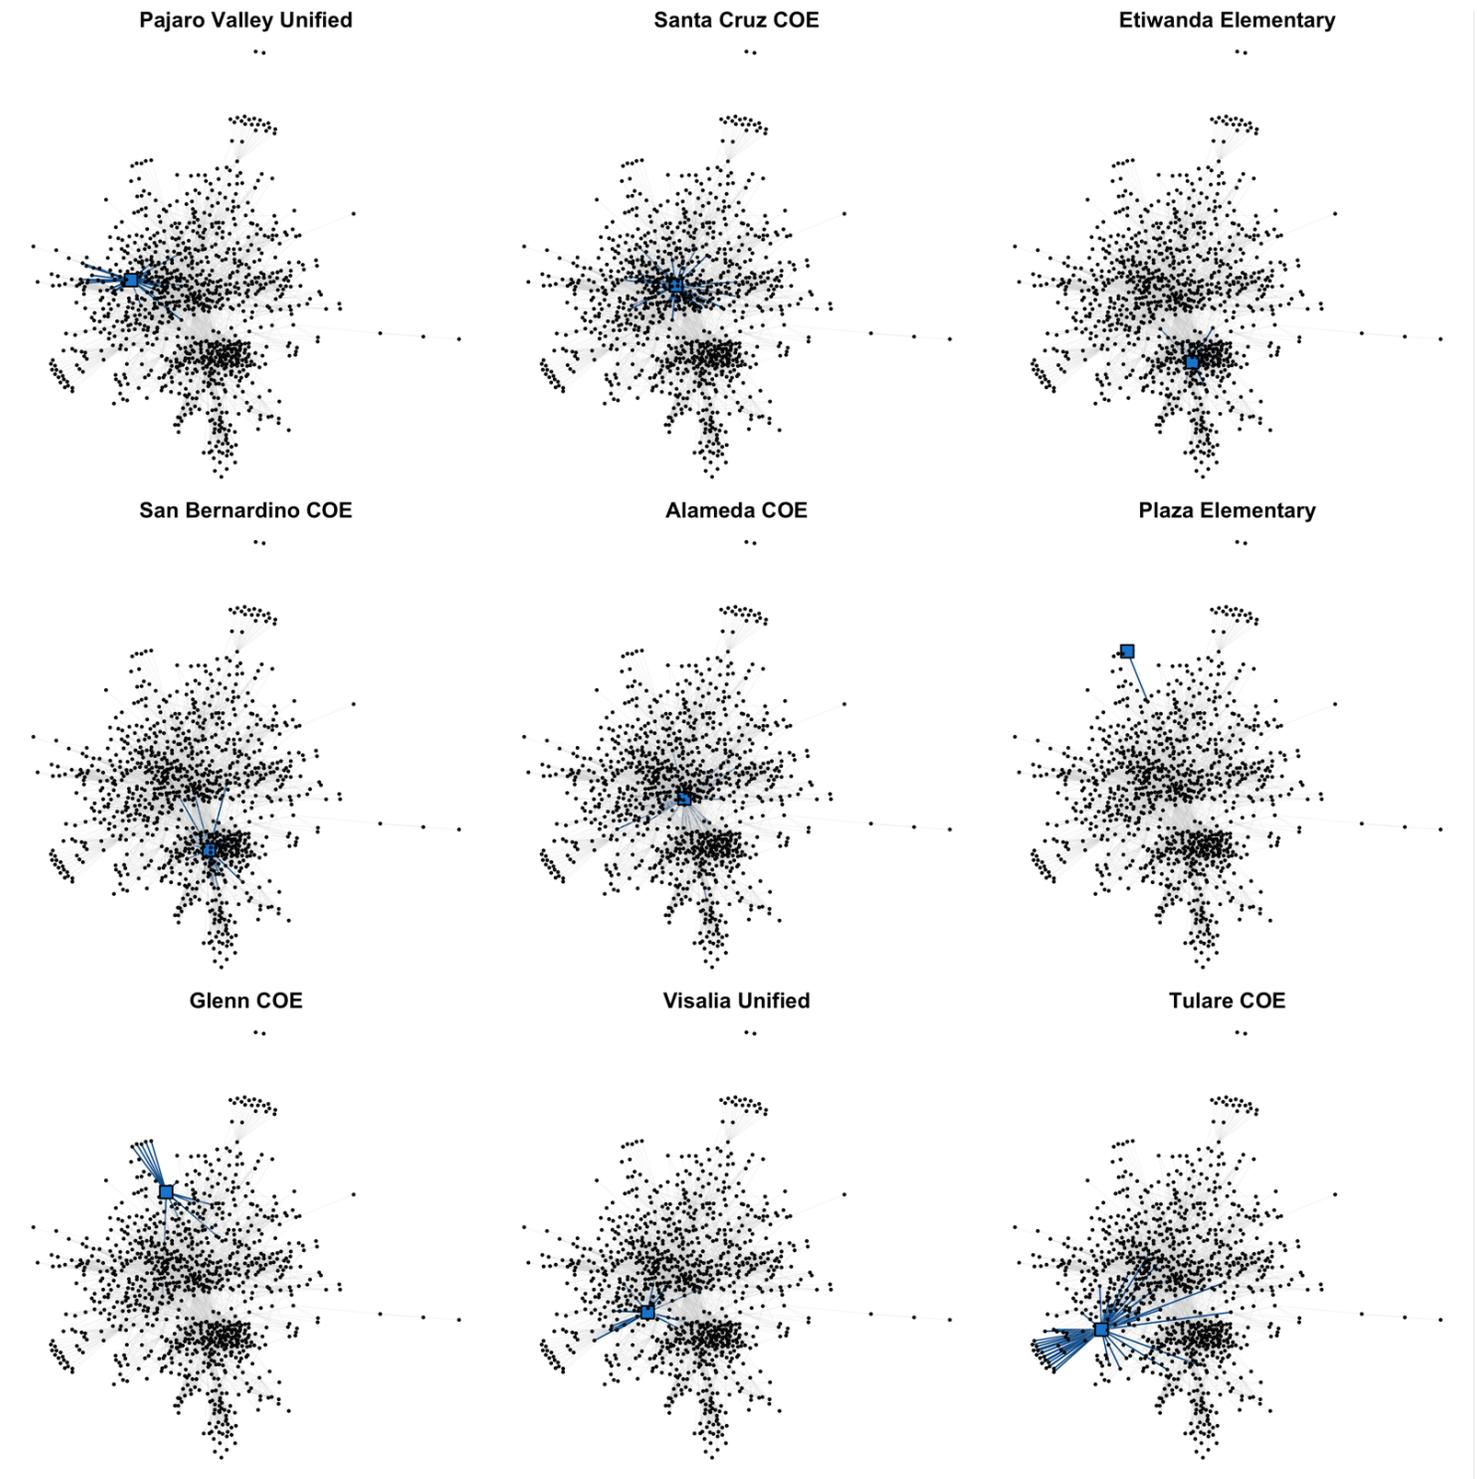 Pajaro Valley Unified
Santa Cruz COE
Etiwanda Elementary
San Bernardino COE
Alameda COE
Plaza Elementary
Glenn COE
Visalia Unified
Tulare COE